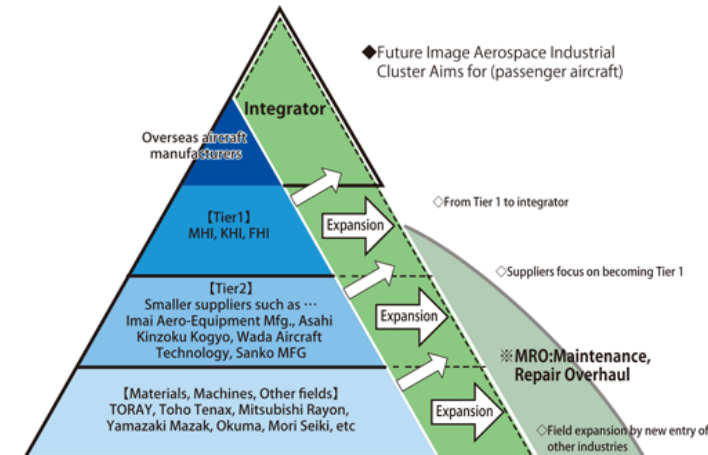 ◆Future Image Aerospace Industrial
Cluster Aims for (passenger aircraft)
Integrator
Overseas aircraft
manufacturers
◇From Tier 1 to integrator
【Tier1】
MHI, KHI, FHI
Expansion
◇Suppliers focus on becoming Tier 1
【Tier2】
Smaller suppliers such as …
Imai Aero-Equipment Mfg., Asahi
Kinzoku Kogyo, Wada Aircraft
Technology, Sanko MFG
Expansion
※MRO:Maintenance,
Repair Overhaul
【Materials, Machines, Other fields】
TORAY, Toho Tenax, Mitsubishi Rayon,
Yamazaki Mazak, Okuma, Mori Seiki, etc
Expansion
◇Field expansion by new entry of
other industries